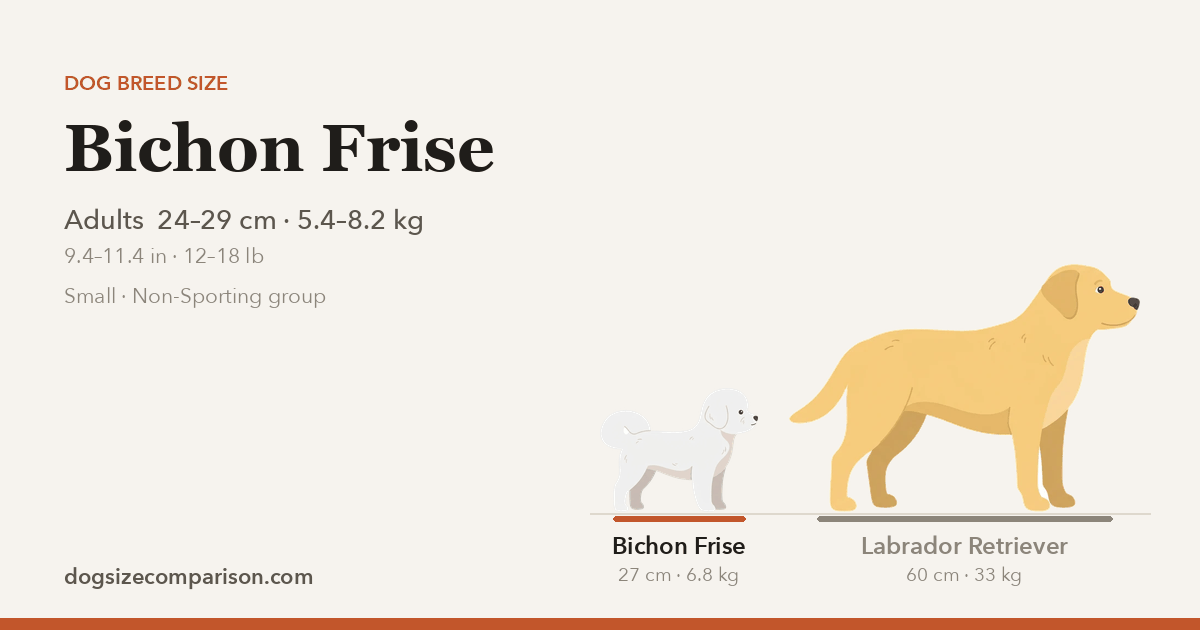 DOG BREED SIZE
Bichon Frise
Adults  24–29 cm · 5.4–8.2 kg
9.4–11.4 in · 12–18 lb
Small · Non-Sporting group
Bichon Frise
27 cm · 6.8 kg
Labrador Retriever
60 cm · 33 kg
dogsizecomparison.com